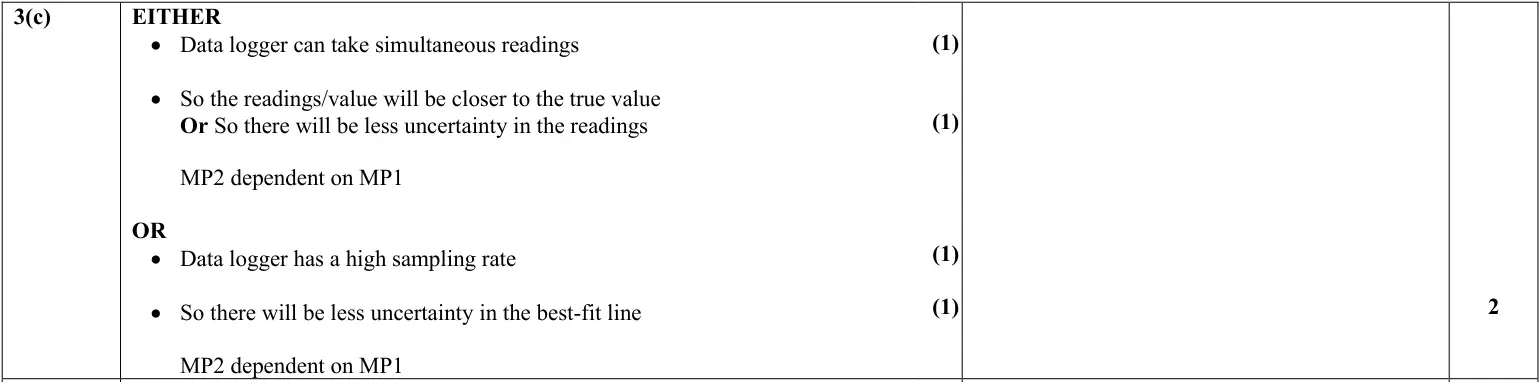 3(c)
EITHER
• Data logger can take simultaneous readings (1)
• So the readings/value will be closer to the true value
Or So there will be less uncertainty in the readings (1)
MP2 dependent on MP1
OR
• Data logger has a high sampling rate (1)
• So there will be less uncertainty in the best-fit line (1)
2
MP2 dependent on MP1